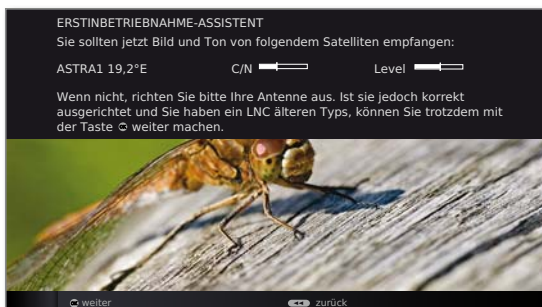 ERSTINBETRIEBNAHME-ASSISTENT
Sie sollten jetzt Bild und Ton von folgendem Satelliten empfangen:
ASTRA1 19,2°E C/N Level
Wenn nicht, richten Sie bitte Ihre Antenne aus. Ist sie jedoch korrekt
ausgerichtet und Sie haben ein LNC älteren Typs, können Sie trotzdem mit
der Taste OK weiter machen.
OK weiter zurück